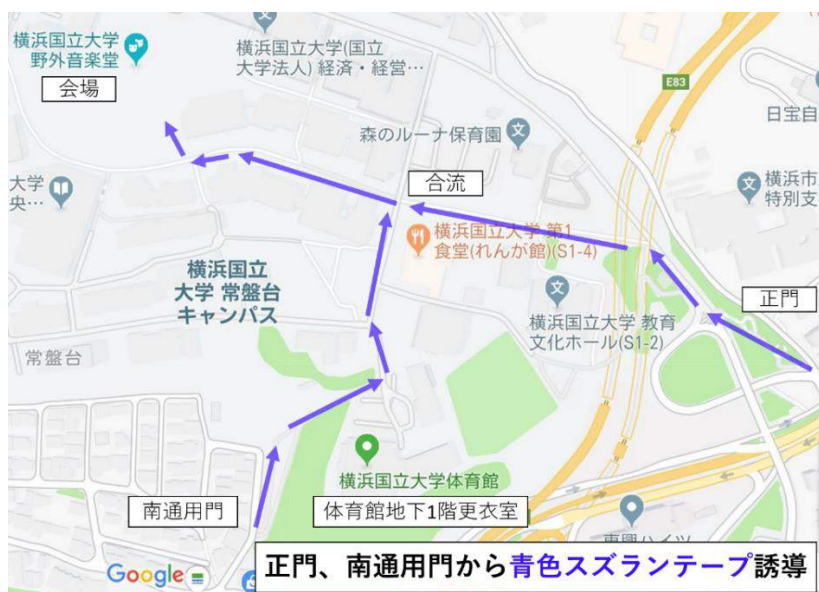 横浜国立大学
野外音楽堂
会場
横浜国立大学(国立
大学法人) 経済・経営…
E83
日宝自
森のルーナ保育園
合流
大学
央…
横浜市
特別支
横浜国立大学 第1
食堂(れんが館)(S1-4)
横浜国立
大学 常盤台
キャンパス
正門
横浜国立大学 教育
文化ホール(S1-2)
常盤台
横浜国立大学体育館
南通用門
体育館地下1階更衣室
東興ハイツ
Google
正門、南通用門から青色スズランテープ誘導